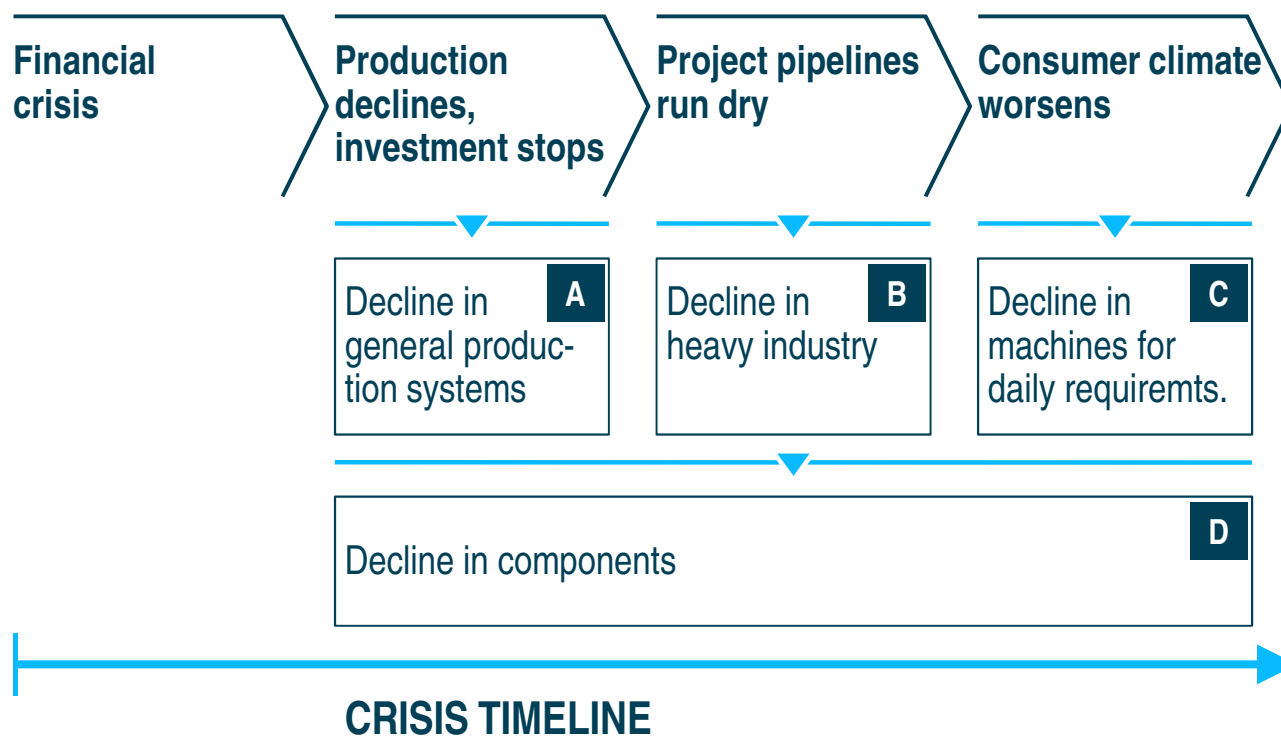 Financial
crisis
Production
declines,
investment stops
Project pipelines
run dry
Consumer climate
worsens
A
Decline in
general produc-
tion systems
B
Decline in
heavy industry
C
Decline in
machines for
daily requiremts.
D
Decline in components
CRISIS TIMELINE